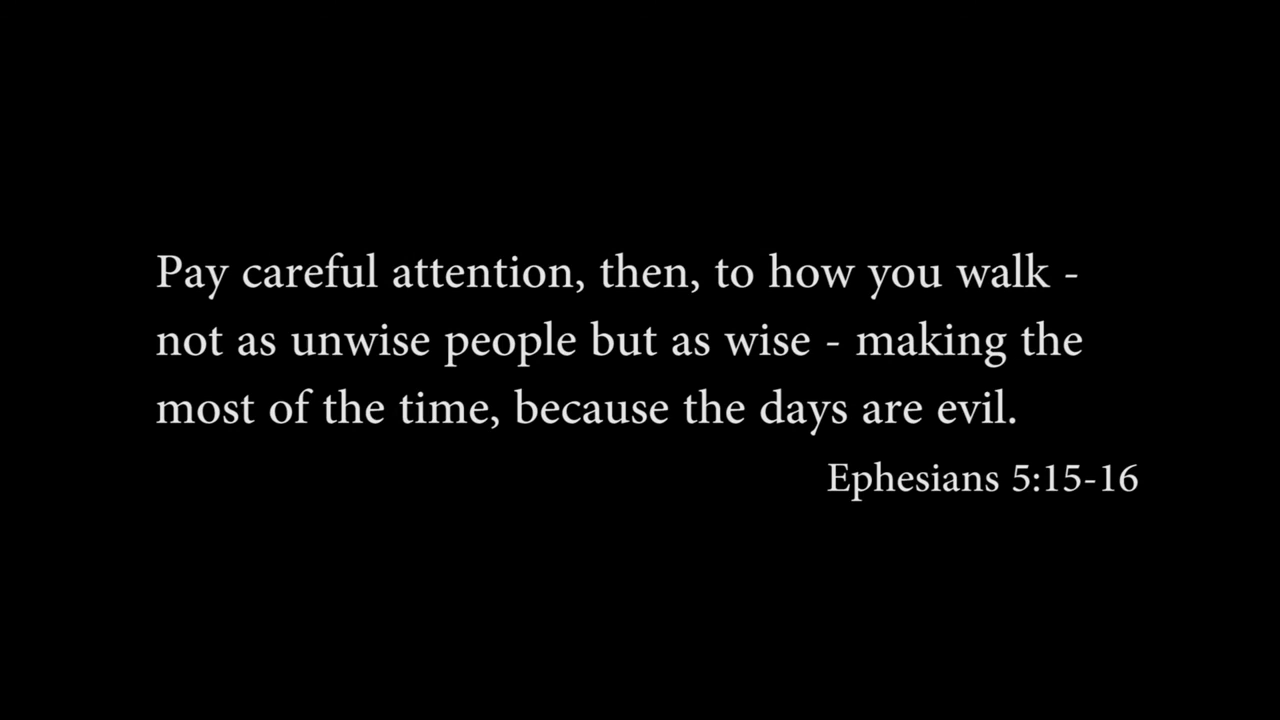 Pay careful attention, then, to how you walk -
not as unwise people but as wise - making the
most of the time, because the days are evil.
Ephesians 5:15-16